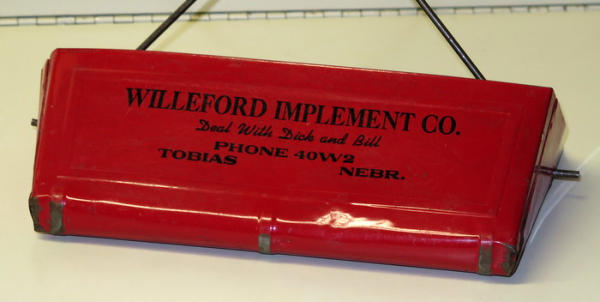 WILLEFORD IMPLEMENT CO.
Deal With Dick and Bill
PHONE 40W2
TOBIAS NEBR.